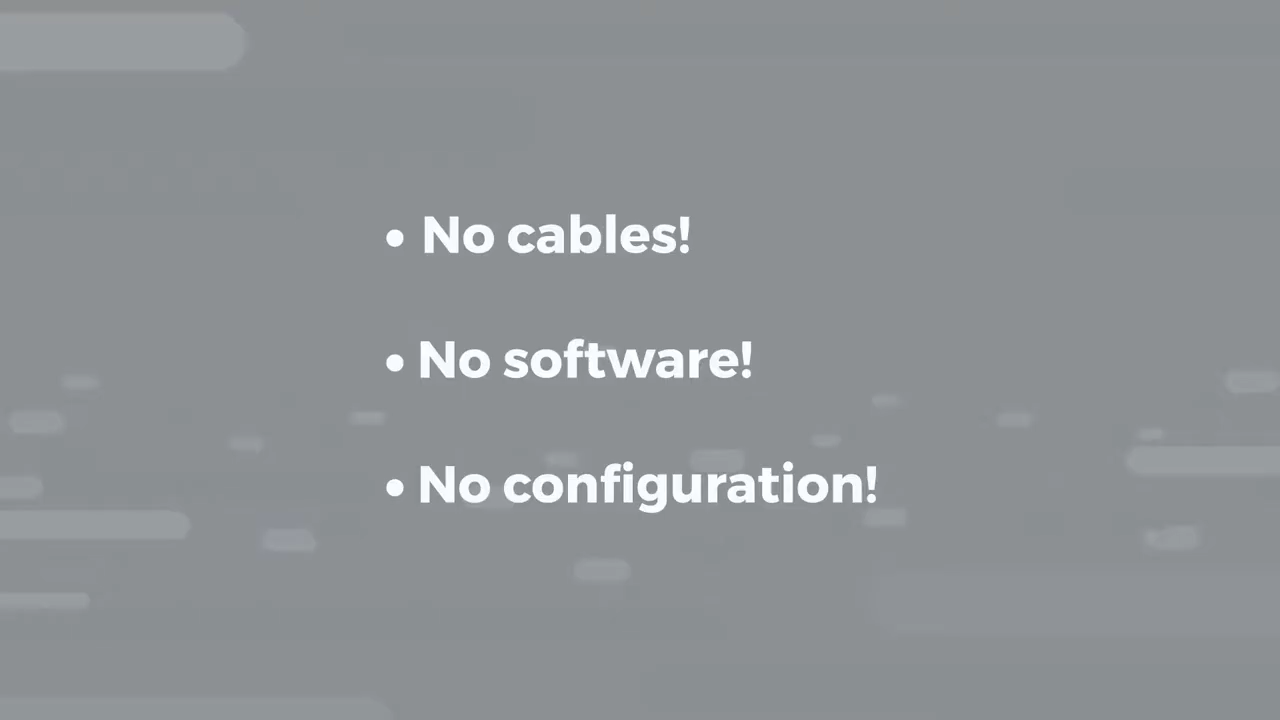 • No cables!
• No software!
• No configuration!